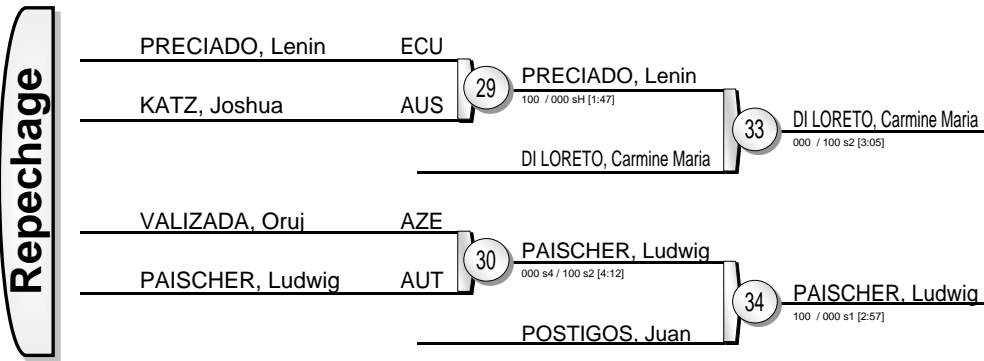 Repechage
PRECIADO, Lenin ECU
KATZ, Joshua AUS
29
PRECIADO, Lenin
100 / 000 sH [1:47]
DI LORETO, Carmine Maria
33
DI LORETO, Carmine Maria
000 / 100 s2 [3:05]
VALIZADA, Oruj AZE
PAISCHER, Ludwig AUT
30
PAISCHER, Ludwig
000 s4 / 100 s2 [4:12]
POSTIGOS, Juan
34
PAISCHER, Ludwig
100 / 000 s1 [2:57]